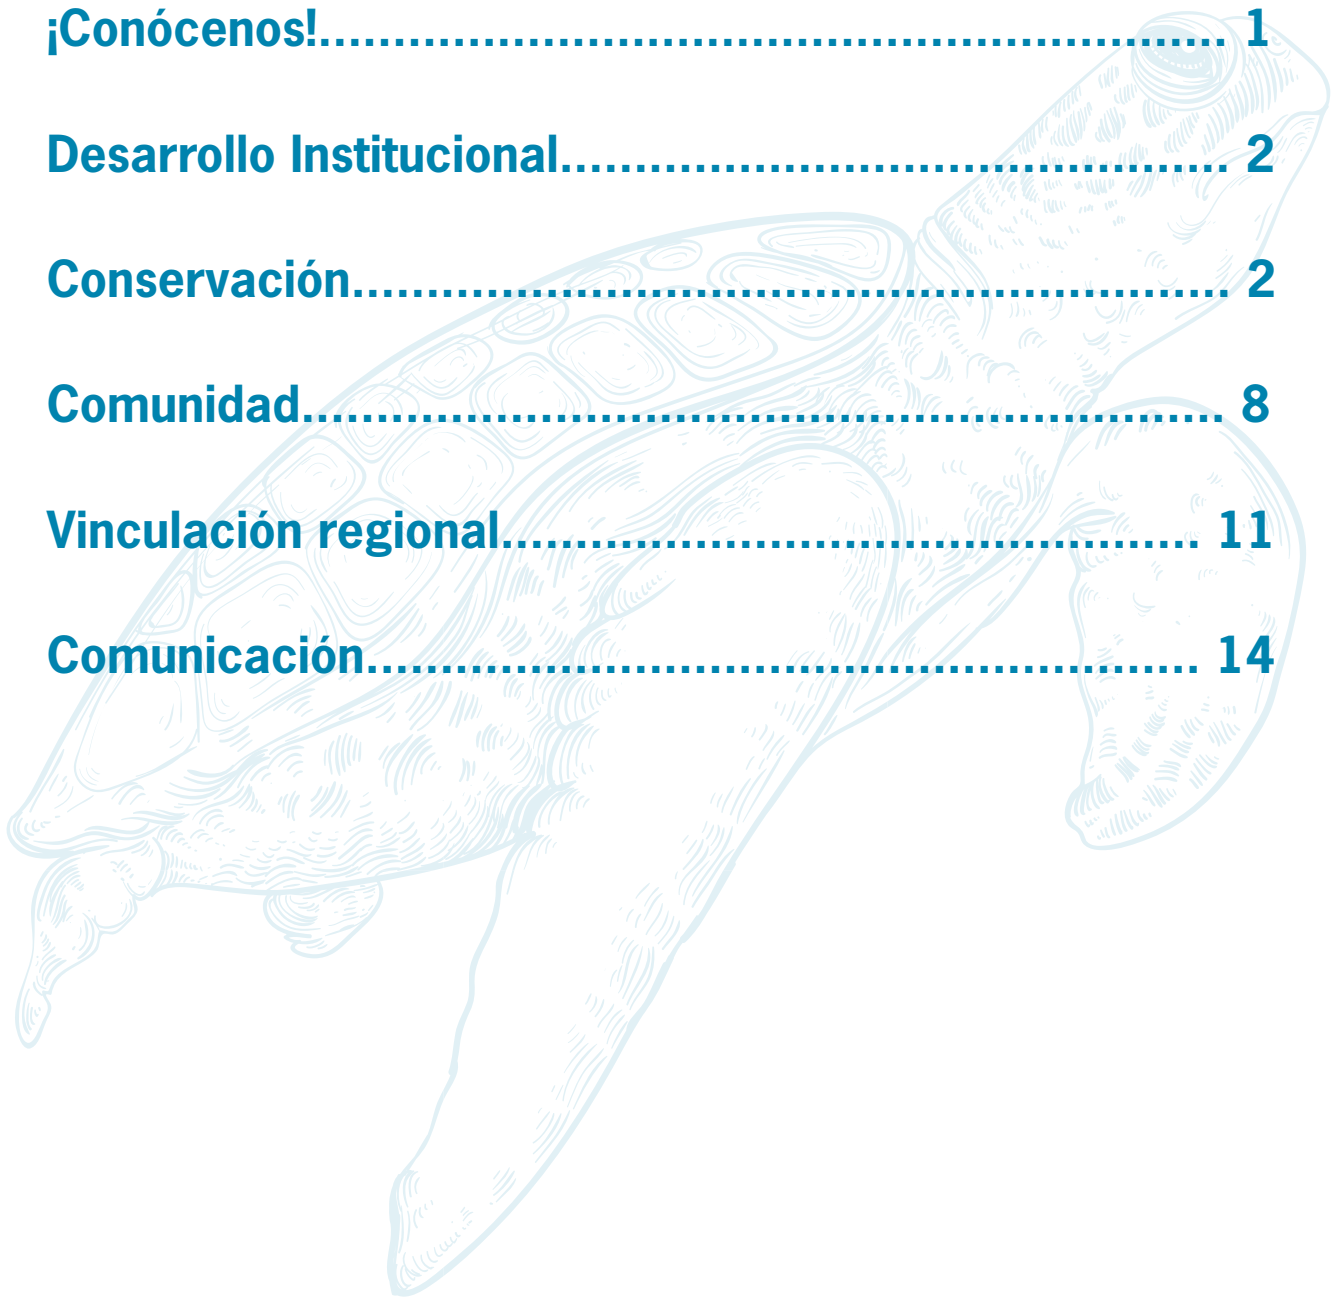 ¡Conócenos!............................................................. 1
Desarrollo Institucional............................................. 2
Conservación........................................................... 2
Comunidad.............................................................. 8
Vinculación regional............................................... 11
Comunicación........................................................ 14